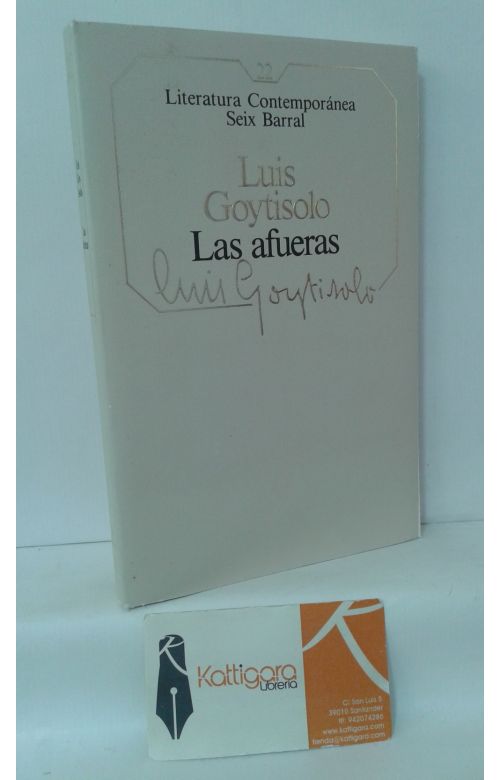 22
Literatura Contemporánea
Seix Barral
Luis
Goytisolo
Las afueras
Luis Goytisolo
Kattigara
Librería
C/ San Luis 5
39010 Santander
tlf: 942074286
www.kattigara.com
tienda@kattigara.com